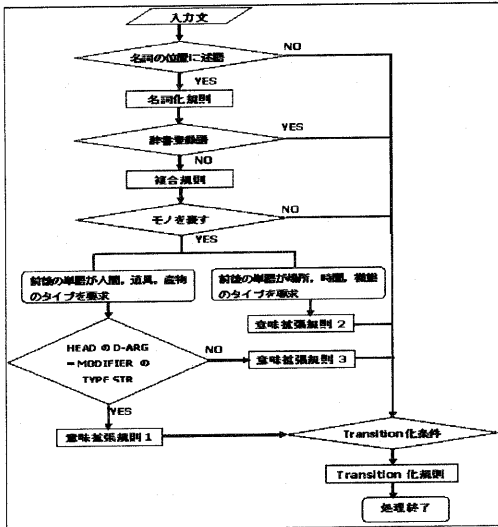 入力文
名詞の位置に述語
NO
YES
名詞化規則
辞書登録語
YES
NO
複合規則
モノを表す
NO
YES
前後の単語が人間，道具，産物
のタイプを要求
前後の単語が場所，時間，機能
のタイプを要求
意味拡張規則 2
HEAD の D-ARG
=MODIFIER の
TYPE STR
NO
意味拡張規則 3
YES
意味拡張規則 1
Transition 化条件
Transition 化規則
処理終了